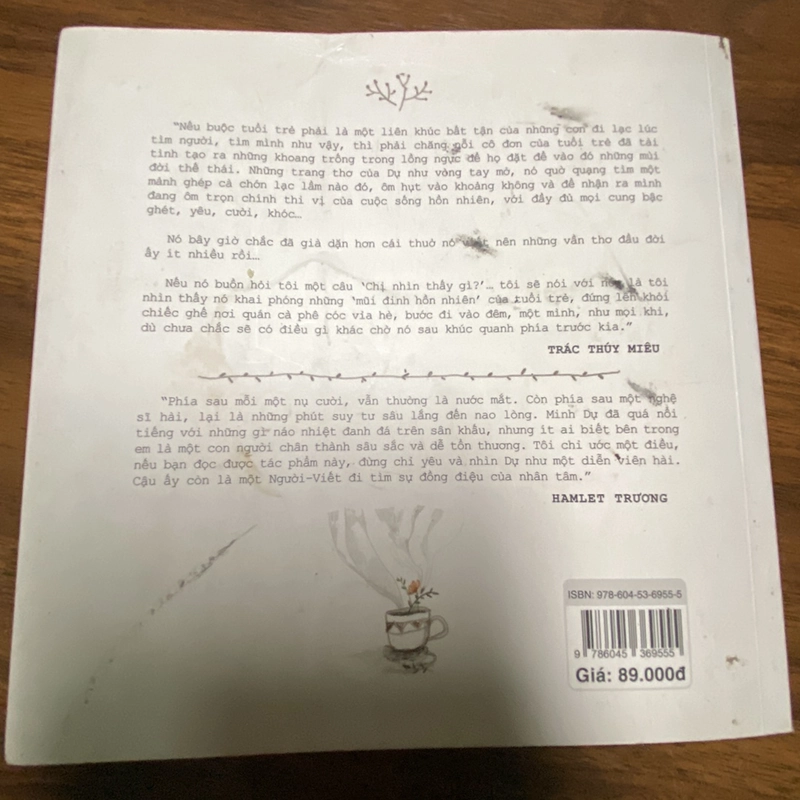 "Nếu buộc tuổi trẻ phải là một liên khúc bất tận của những cơn đi lạc lúc
tìm người, tìm mình như vậy, thì phải chăng nỗi cô đơn của tuổi trẻ đã tài
tình tạo ra những khoang trống trong lồng ngực để họ đặt để vào đó những mùi
đời thế thái. Những trang thơ của Dự như vòng tay mở, nó quờ quạng tìm một
mảnh ghép cả chọn lạc lầm nào đó, ôm hụt vào khoảng không và để nhận ra mình
đang ôm trọn chính thi vị của cuộc sống hồn nhiên, với đầy đủ mọi cung bậc
ghét, yêu, cười, khóc…
Nó bây giờ chắc đã già dặn hơn cái thuở nó nên những vần thơ đầu đời
ấy ít nhiều rồi…
Nếu nó buồn hỏi tôi một câu 'Chị nhìn thấy gì?'… tôi sẽ nói với nó là tôi
nhìn thấy nó khai phóng những 'mũi đinh hồn nhiên' của tuổi trẻ, đứng lên khỏi
chiếc ghế nơi quán cà phê cóc vỉa hè, bước đi vào đêm, một mình, như mọi khi,
dù chưa chắc sẽ có điều gì khác chờ nó sau khúc quanh phía trước kia."
TRÁC THÚY MIÊU
"Phía sau mỗi một nụ cười, vẫn thường là nước mắt. Còn phía sau một nghệ
sĩ hài, lại là những phút suy tư sâu lắng đến nao lòng. Minh Dự đã quá nổi
tiếng với những gì náo nhiệt đanh đá trên sân khấu, nhưng ít ai biết bên trong
em là một con người chân thành sâu sắc và dễ tổn thương. Tôi chỉ ước một điều,
nếu bạn đọc được tác phẩm này, đừng chỉ yêu và nhìn Dự như một diễn viên hài.
Cậu ấy còn là một Người-Viết đi tìm sự đồng điệu của nhân tâm."
HAMLET TRƯƠNG
ISBN: 978-604-53-6955-5
9 786045 369555
Giá: 89.000đ